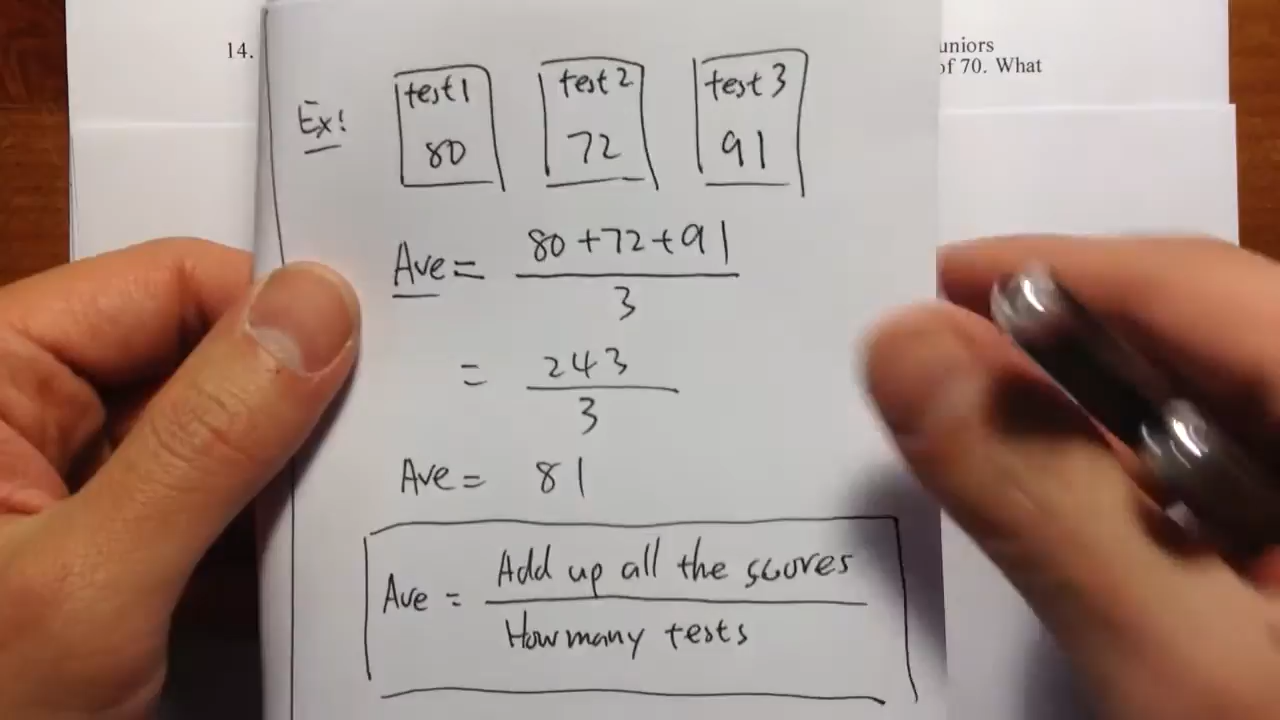 14.
uniors
of 70. What
Ex!
test 1
80
test 2
72
test 3
91
Ave = 80+72+91
3
= 243
3
Ave = 81
Ave = Add up all the scores
How many tests